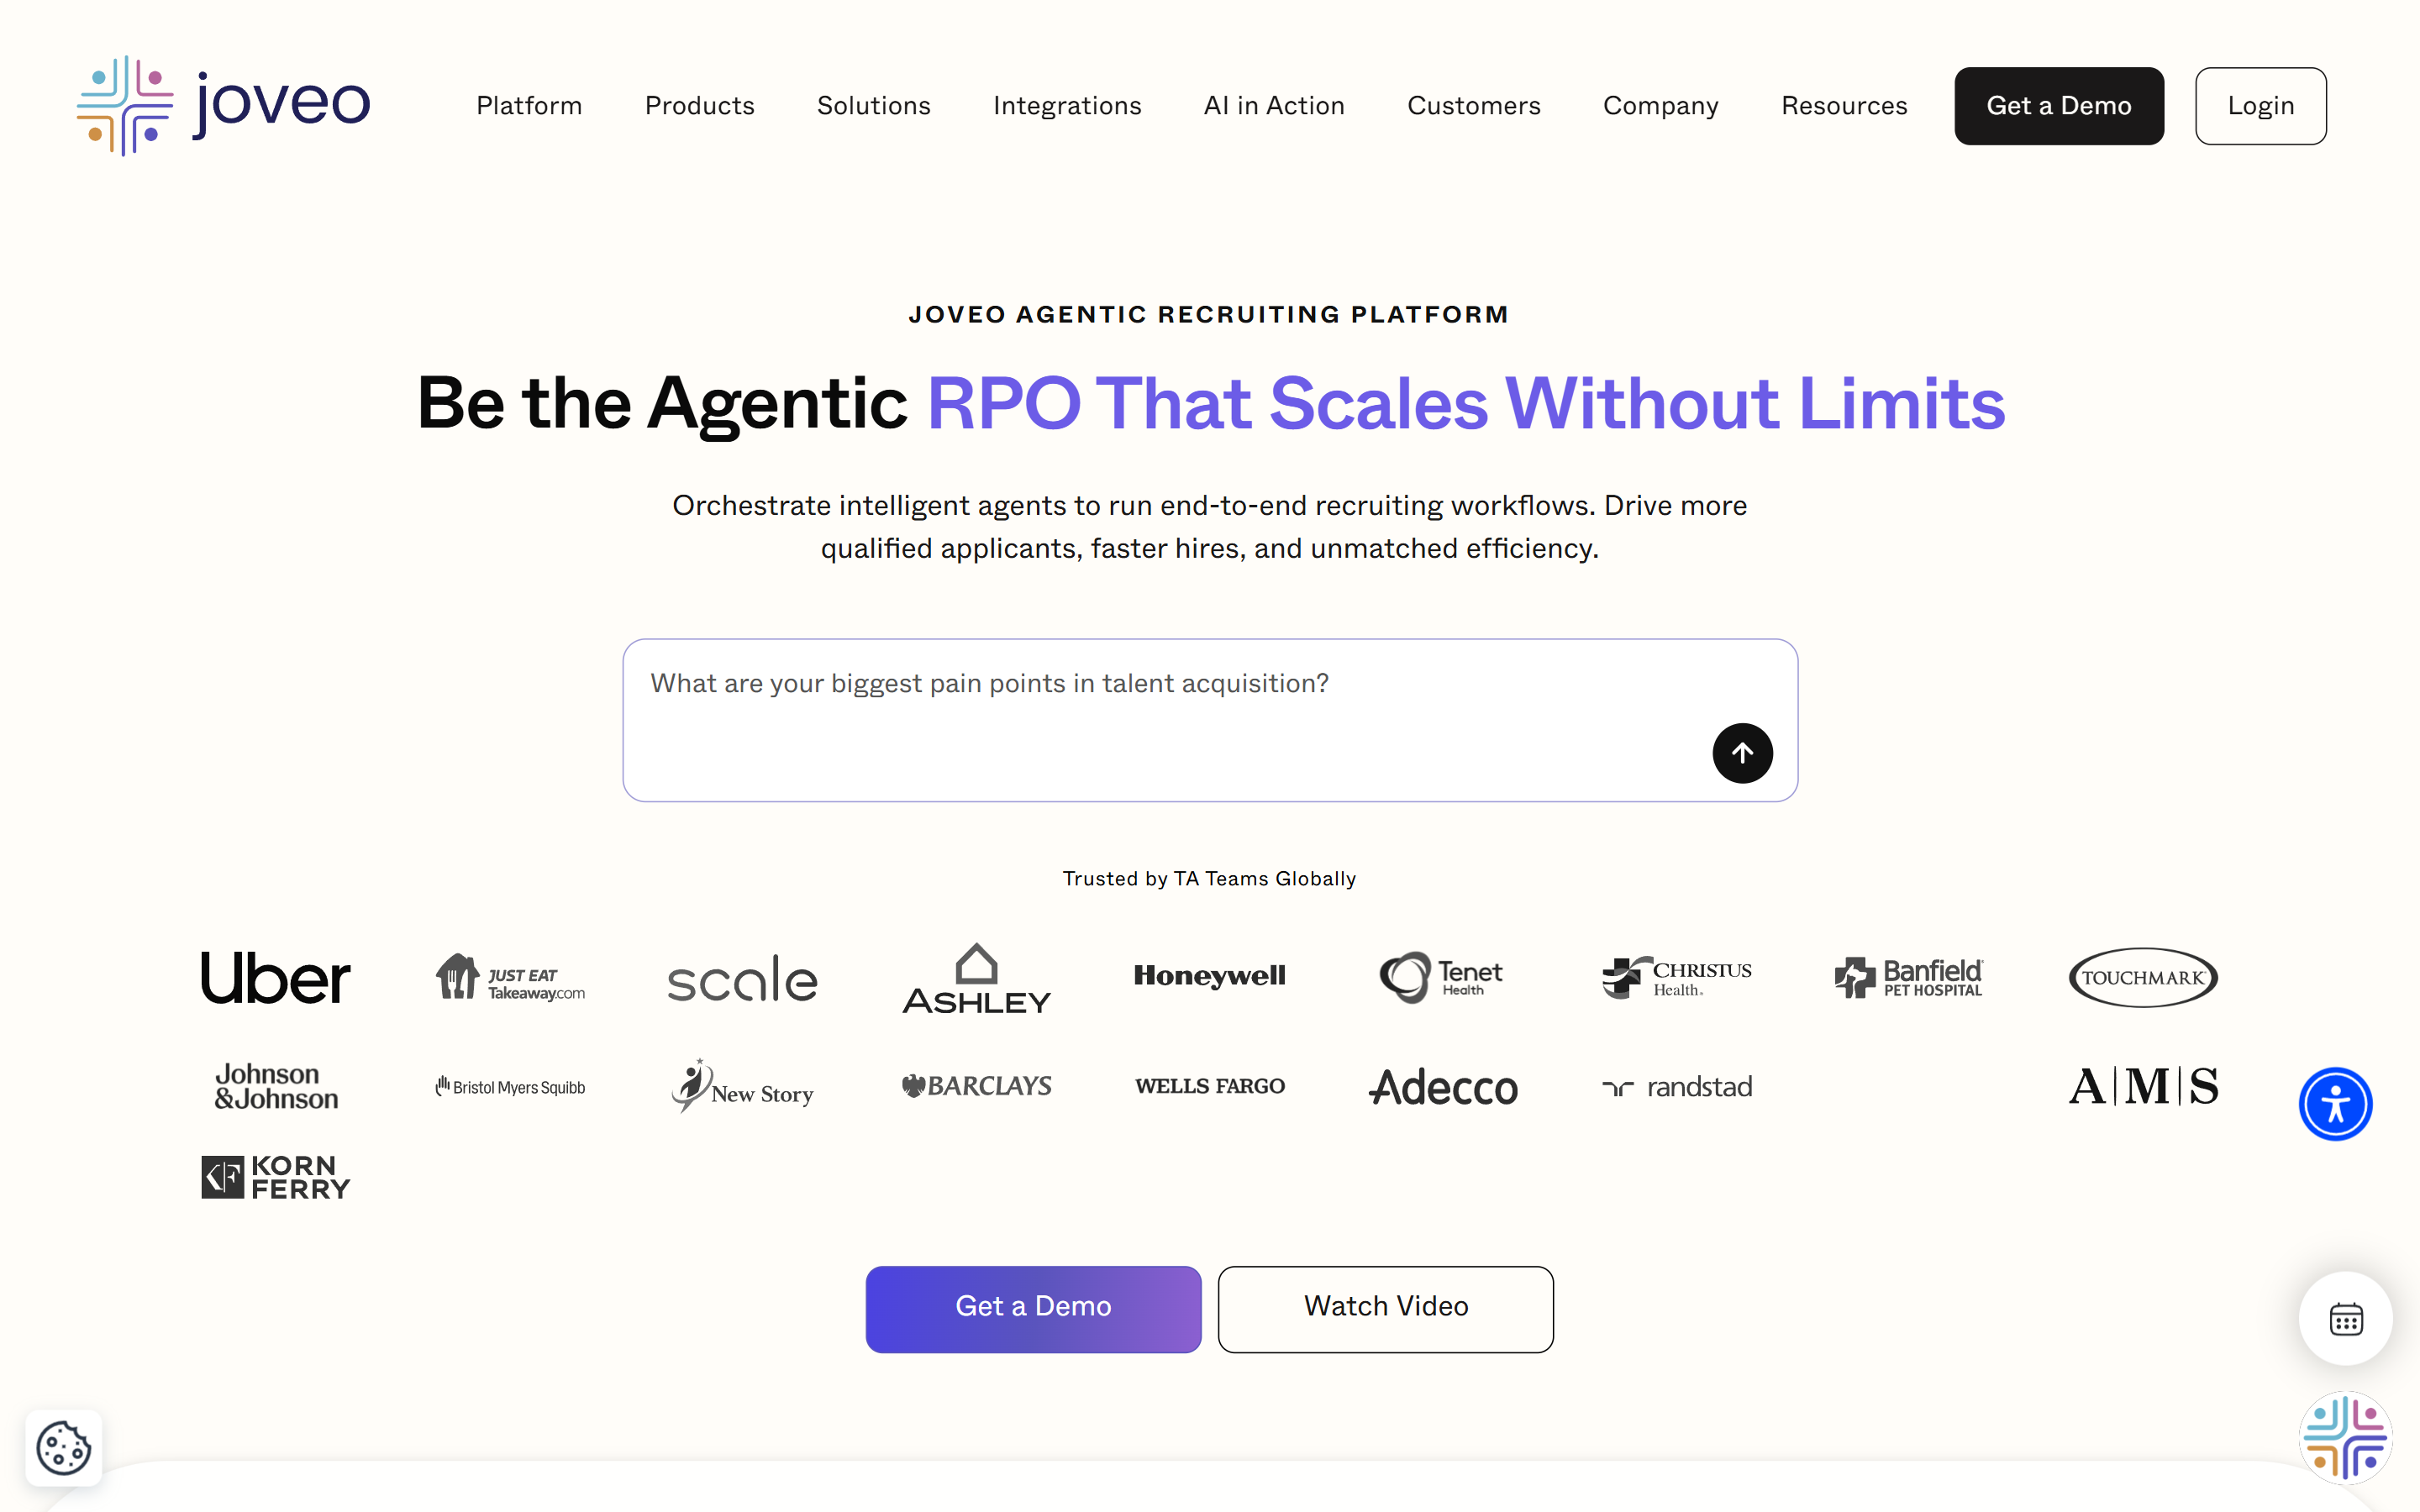 joveo
Platform
Products
Solutions
Integrations
AI in Action
Customers
Company
Resources
Get a Demo
Login
JOVEO AGENTIC RECRUITING PLATFORM
Be the Agentic RPO That Scales Without Limits
Orchestrate intelligent agents to run end-to-end recruiting workflows. Drive more
qualified applicants, faster hires, and unmatched efficiency.
What are your biggest pain points in talent acquisition?
Trusted by TA Teams Globally
Uber
JUST EAT
Takeaway.com
scale
ASHLEY
Honeywell
Tenet
Health
CHRISTUS
Health.
Banfield
PET HOSPITAL
TOUCHMARK
Johnson
&Johnson
Bristol Myers Squibb
New Story
BARCLAYS
WELLS FARGO
Adecco
randstad
A|M|S
KF
KORN
FERRY
Get a Demo
Watch Video